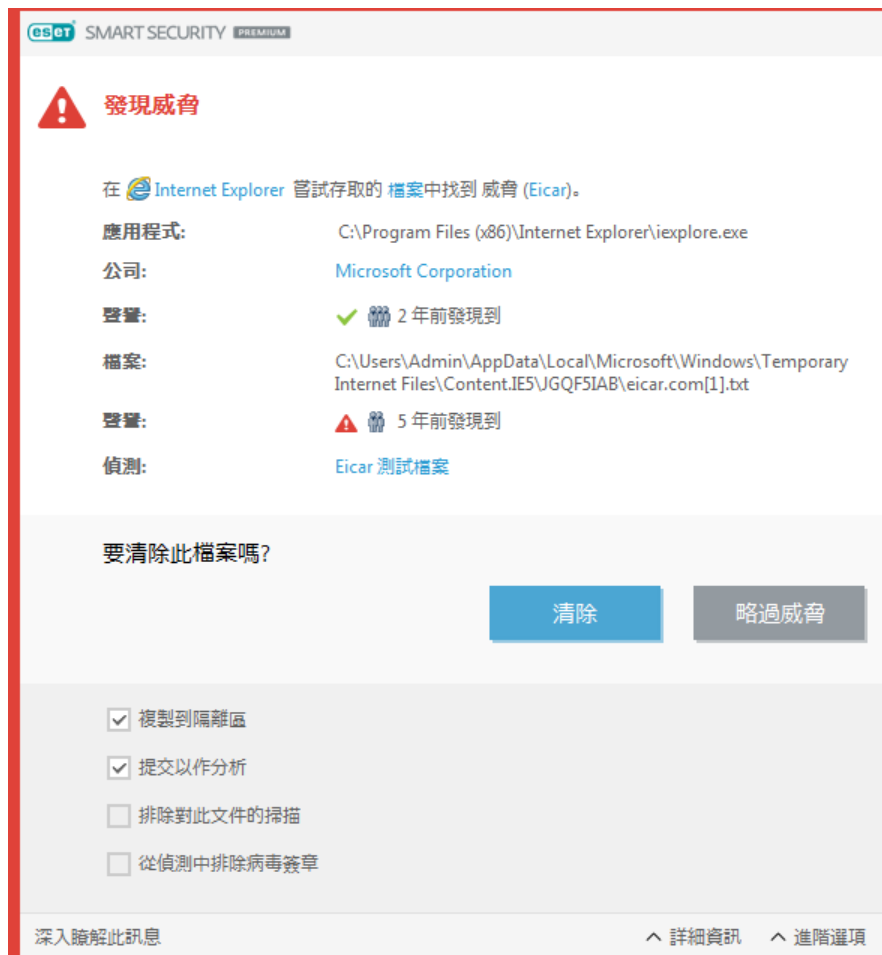 eset SMART SECURITY PREMIUM
發現威脅
在 Internet Explorer 嘗試存取的 檔案中找到 威脅 (Eicar)。
應用程式: C:\Program Files (x86)\Internet Explorer\iexplore.exe
公司: Microsoft Corporation
聲譽: 2 年前發現到
檔案: C:\Users\Admin\AppData\Local\Microsoft\Windows\Temporary
Internet Files\Content.IE5\JGQF5IAB\eicar.com[1].txt
聲譽: 5 年前發現到
偵測: Eicar 測試檔案
要清除此檔案嗎?
清除 略過威脅
複製到隔離區
提交以作分析
排除對此文件的掃描
從偵測中排除病毒簽章
深入瞭解此訊息 詳細資訊 進階選項